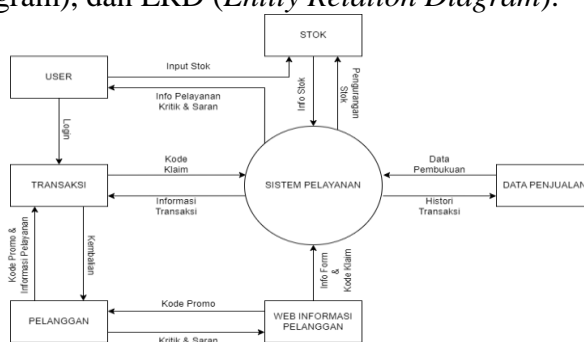 gram), dan ERD (Entity Relation Diagram).
STOK
USER
Input Stok
Info Stok
Pengurangan
Stok
Info Pelayanan
Kritik & Saran
Login
TRANSAKSI
Kode
Klaim
Informasi
Transaksi
SISTEM PELAYANAN
Data
Pembukuan
Histori
Transaksi
DATA PENJUALAN
Kode Promo &
Informasi Pelayanan
Kembalian
Info Form
&
Kode Klaim
PELANGGAN
Kode Promo
Kritik & Saran
WEB INFORMASI
PELANGGAN